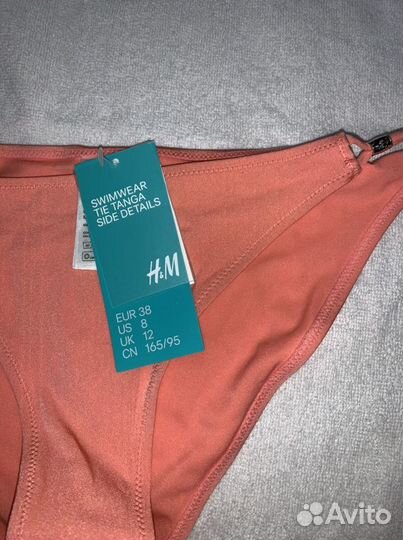 SWIMWEAR
TIE TANGA
SIDE DETAILS
H&M
EUR 38
US 8
UK 12
CN 165/95
Avito